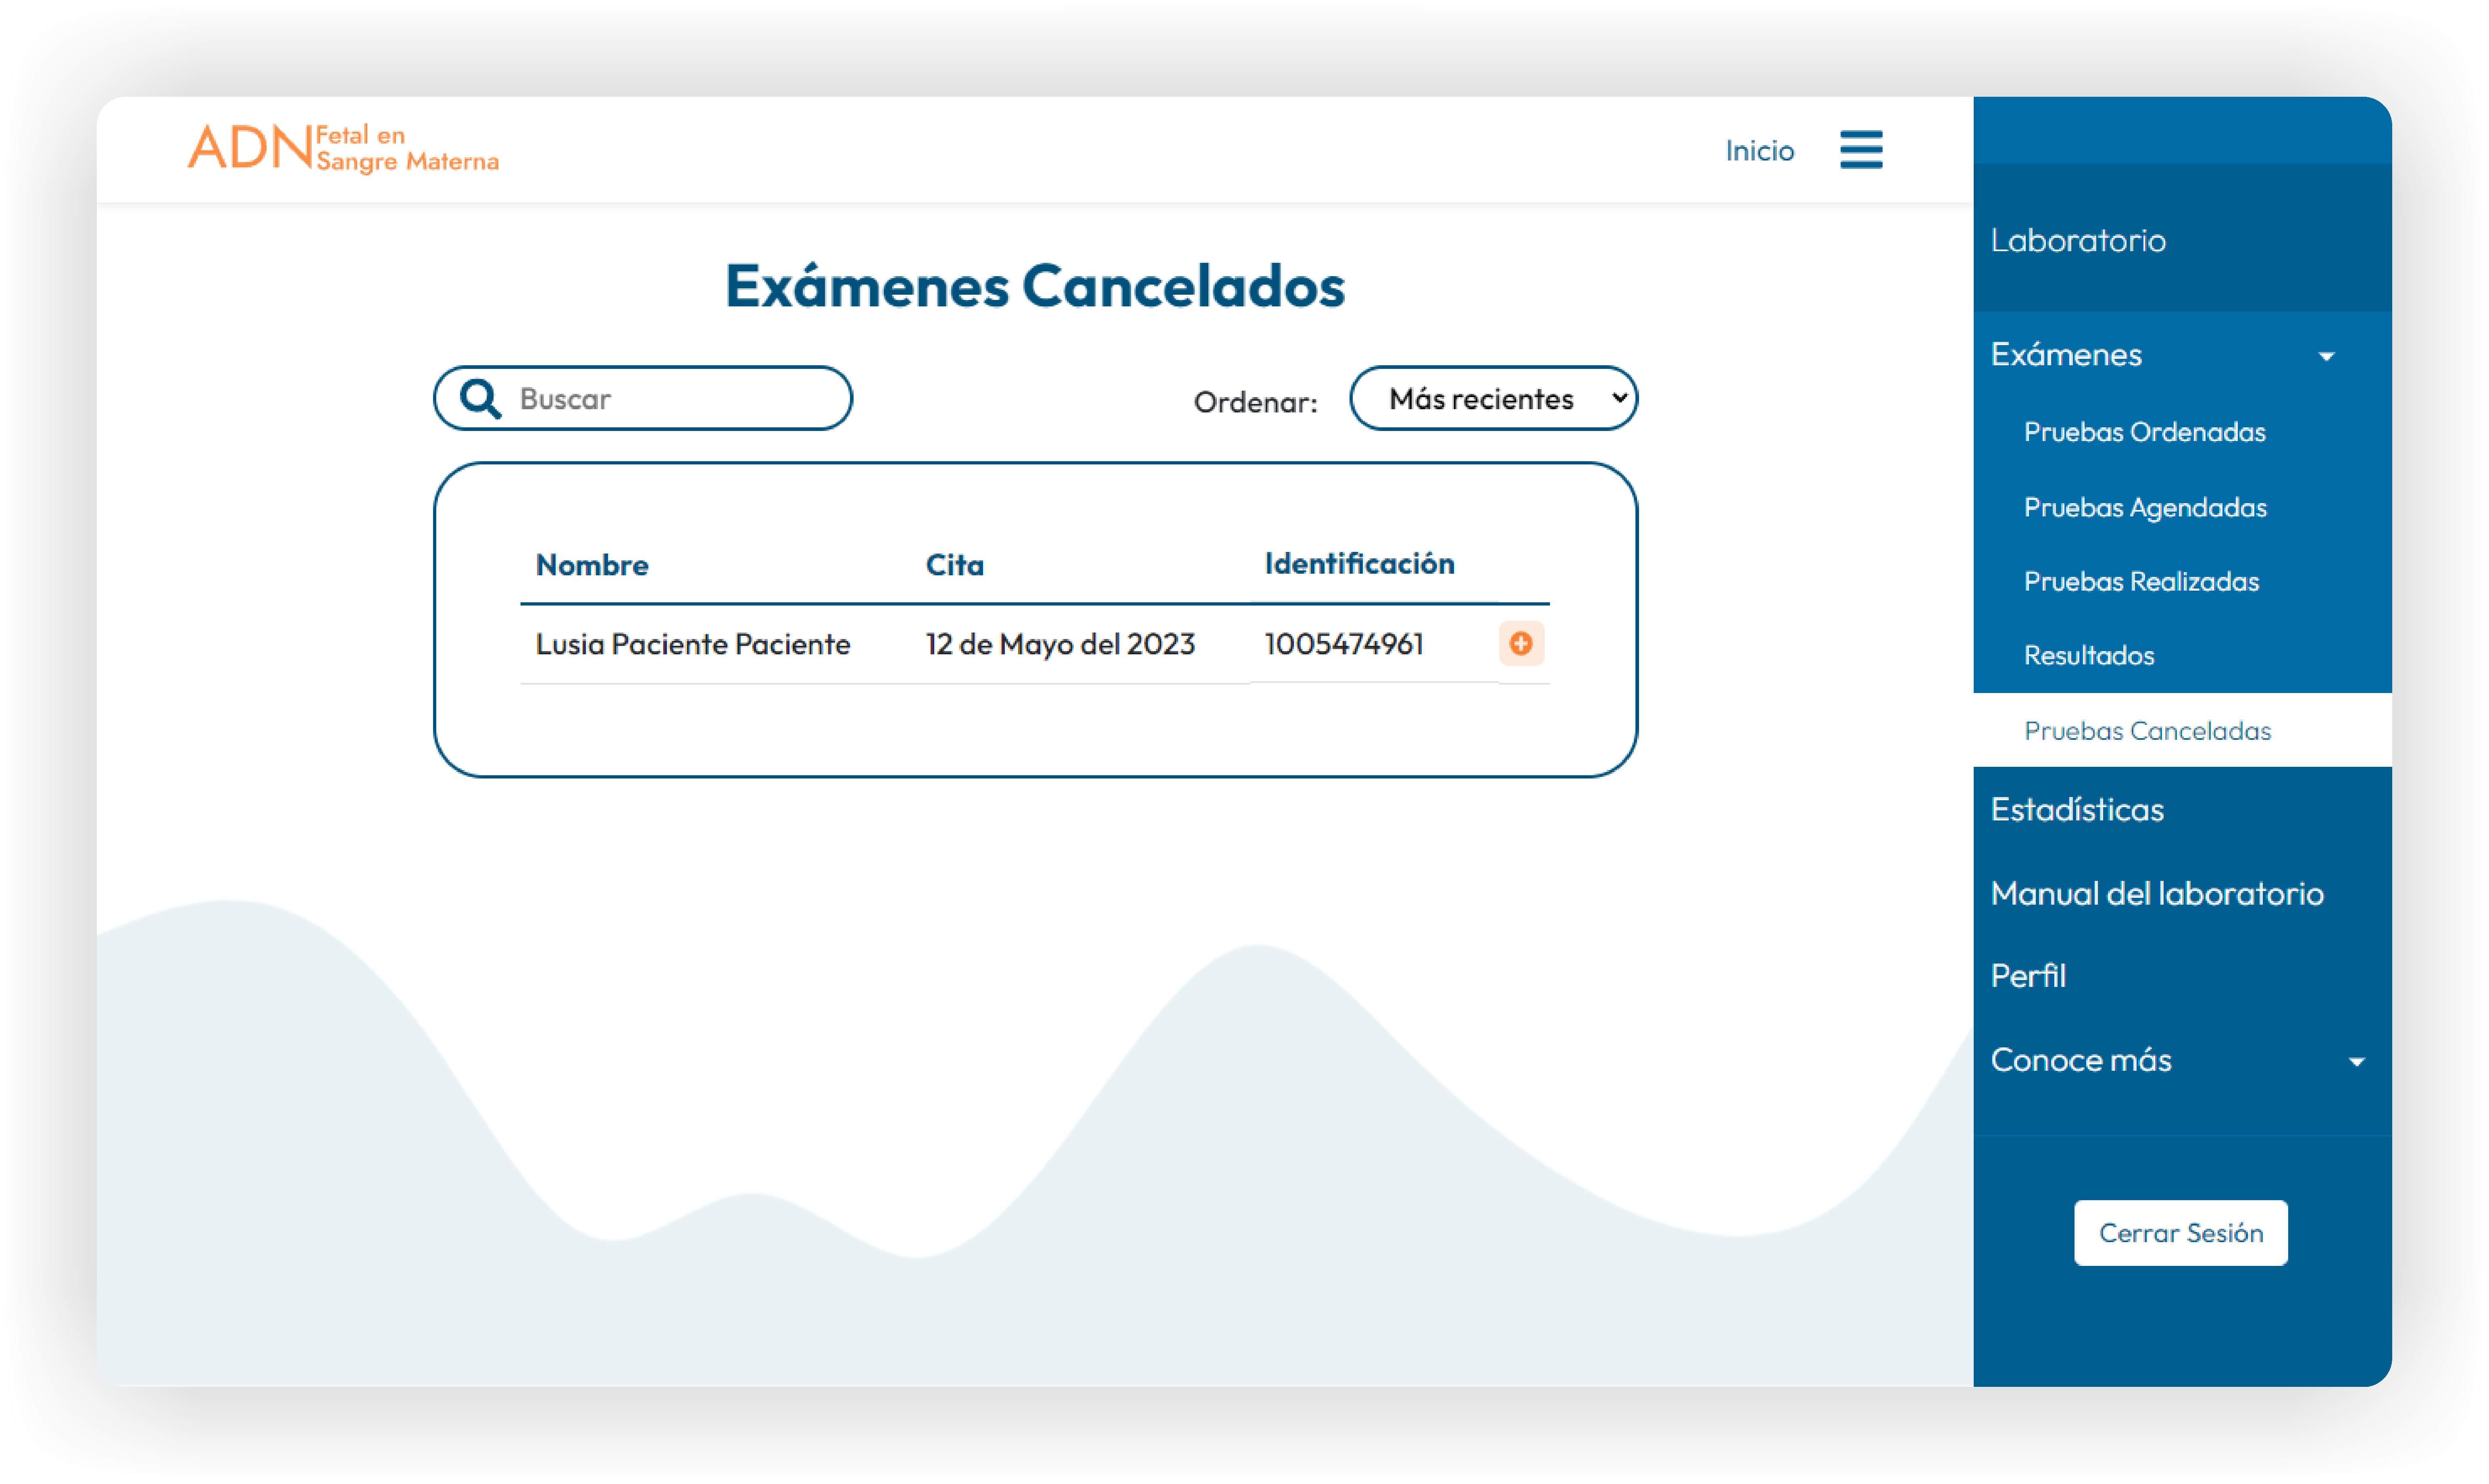 ADN Fetal en
Sangre Materna
Inicio
Exámenes Cancelados
Buscar
Ordenar: Más recientes
Nombre Cita Identificación
Lusia Paciente Paciente 12 de Mayo del 2023 1005474961
Laboratorio
Exámenes
Pruebas Ordenadas
Pruebas Agendadas
Pruebas Realizadas
Resultados
Pruebas Canceladas
Estadísticas
Manual del laboratorio
Perfil
Conoce más
Cerrar Sesión